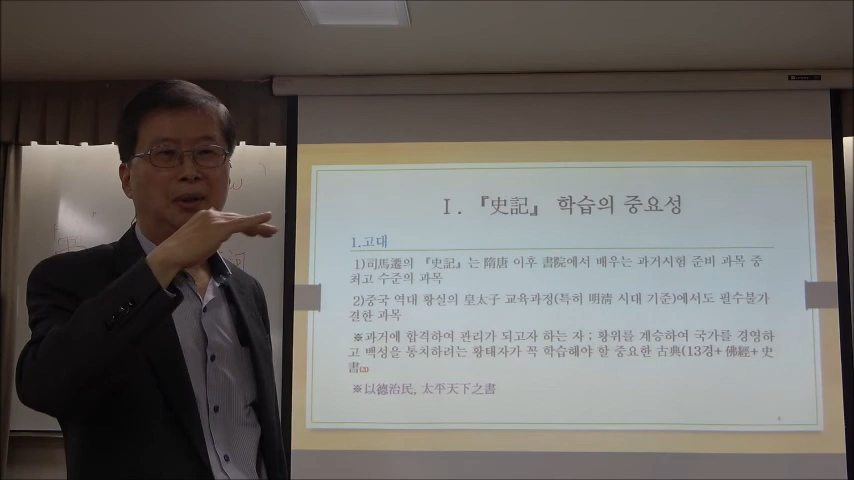 Ⅰ. 『史記』 학습의 중요성
1.고대
1)司馬遷의 『史記』는 隋唐 이후 書院에서 배우는 과거시험 준비 과목 중
최고 수준의 과목
2)중국 역대 황실의 皇太子 교육과정(특히 明淸 시대 기준)에서도 필수불가
결한 과목
※과거에 합격하여 관리가 되고자 하는 자 ; 황위를 계승하여 국가를 경영하
고 백성을 통치하려는 황태자가 꼭 학습해야 할 중요한 古典(13경+ 佛經+ 史
書
※以德治民, 太平天下之書
河